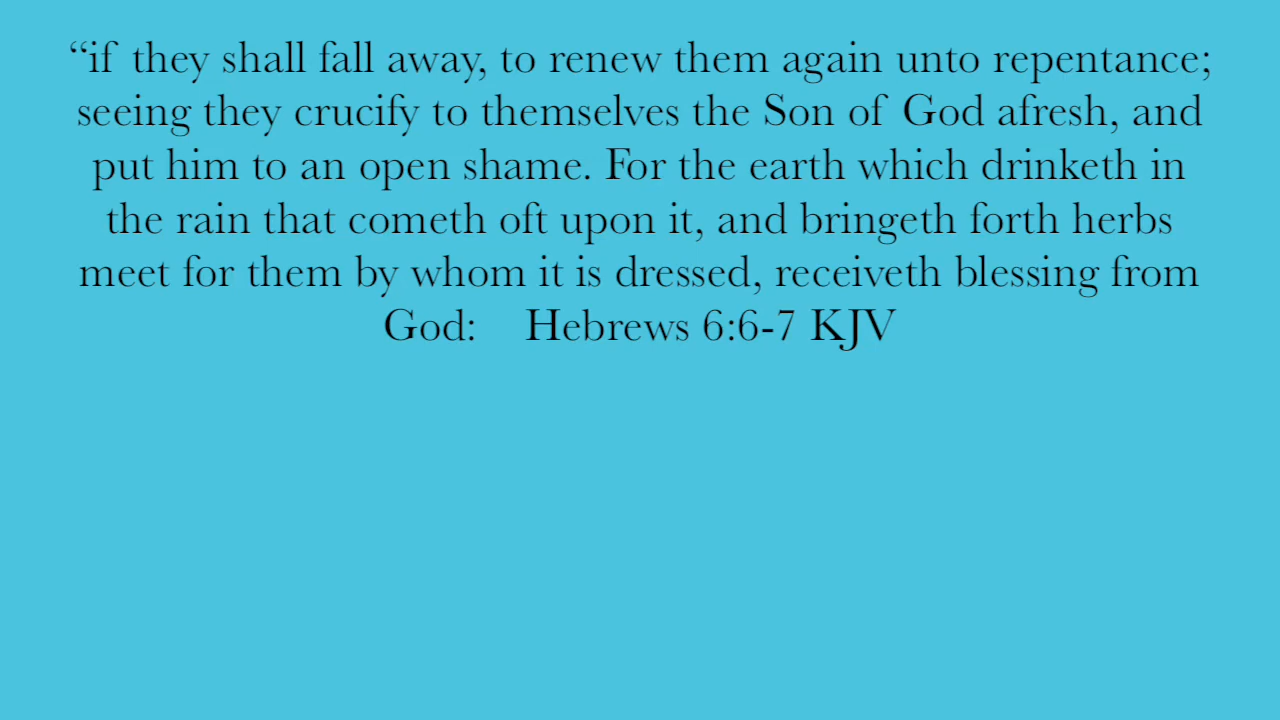 “if they shall fall away, to renew them again unto repentance;
seeing they crucify to themselves the Son of God afresh, and
put him to an open shame. For the earth which drinketh in
the rain that cometh oft upon it, and bringeth forth herbs
meet for them by whom it is dressed, receiveth blessing from
God: Hebrews 6:6-7 KJV